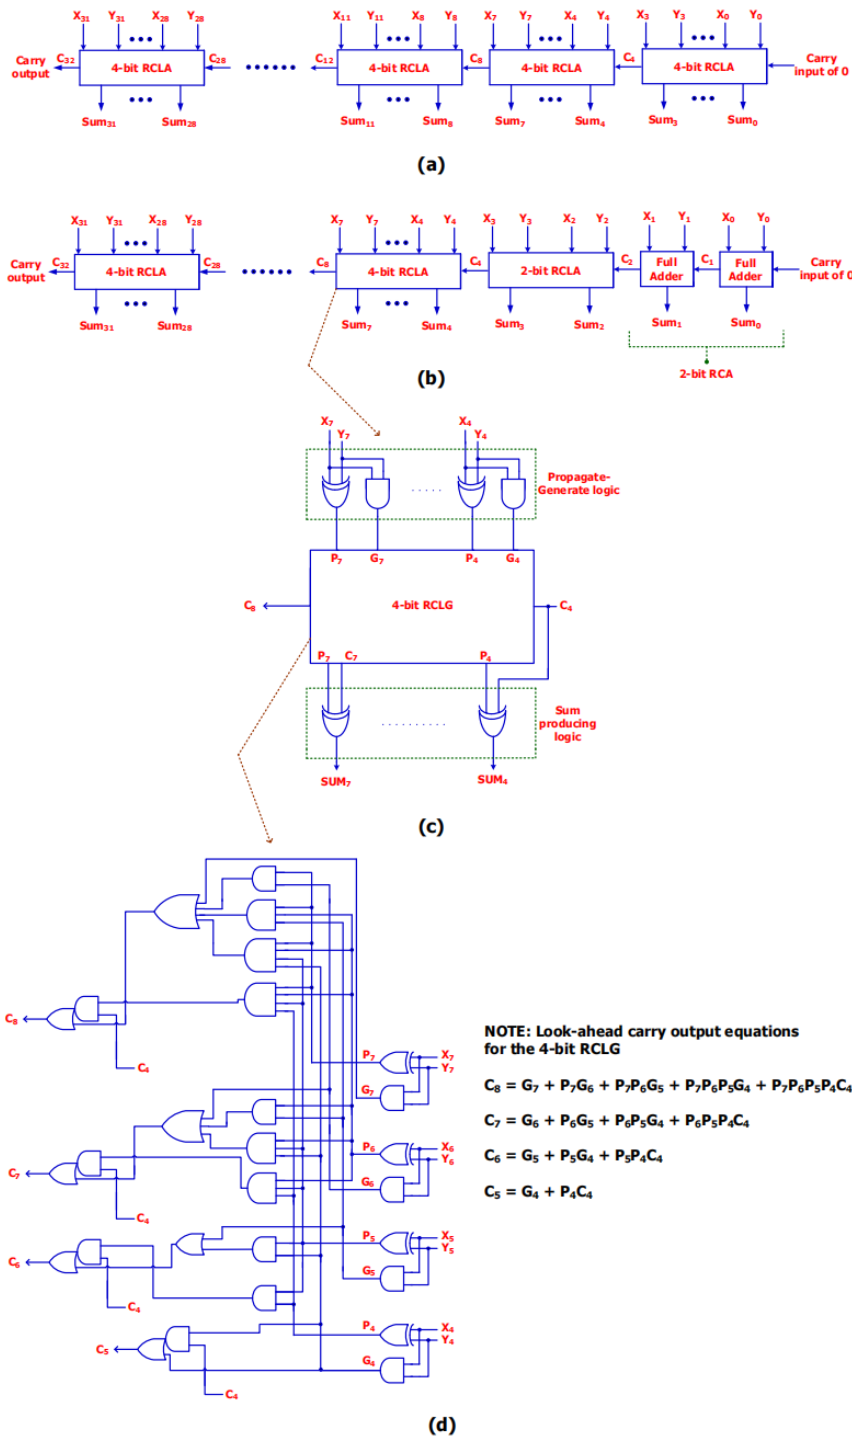 X31 Y31 X28 Y28 X11 Y11 X8 Y8 X7 Y7 X4 Y4 X3 Y3 X0 Y0
Carry output C32 4-bit RCLA C28 C12 4-bit RCLA C8 4-bit RCLA C4 4-bit RCLA Carry input of 0
Sum31 Sum28 Sum11 Sum8 Sum7 Sum4 Sum3 Sum0
(a)
X31 Y31 X28 Y28 X7 Y7 X4 Y4 X3 Y3 X2 Y2 X1 Y1 X0 Y0
Carry output C32 4-bit RCLA C28 C8 4-bit RCLA C4 2-bit RCLA C2 Full Adder C1 Full Adder Carry input of 0
Sum31 Sum28 Sum7 Sum4 Sum3 Sum2 Sum1 Sum0
2-bit RCA
(b)
X7 Y7 X4 Y4
Propagate-
Generate logic
P7 G7 P4 G4
C8 4-bit RCLG C4
P7 C7 P4
Sum
producing
logic
SUM7 SUM4
(c)
C8
C4
P7 X7
Y7
G7
C7
C4
P6 X6
Y6
G6
C6
C4
P5 X5
Y5
G5
C5
C4
P4 X4
Y4
G4
NOTE: Look-ahead carry output equations
for the 4-bit RCLG
C8 = G7 + P7G6 + P7P6G5 + P7P6P5G4 + P7P6P5P4C4
C7 = G6 + P6G5 + P6P5G4 + P6P5P4C4
C6 = G5 + P5G4 + P5P4C4
C5 = G4 + P4C4
(d)